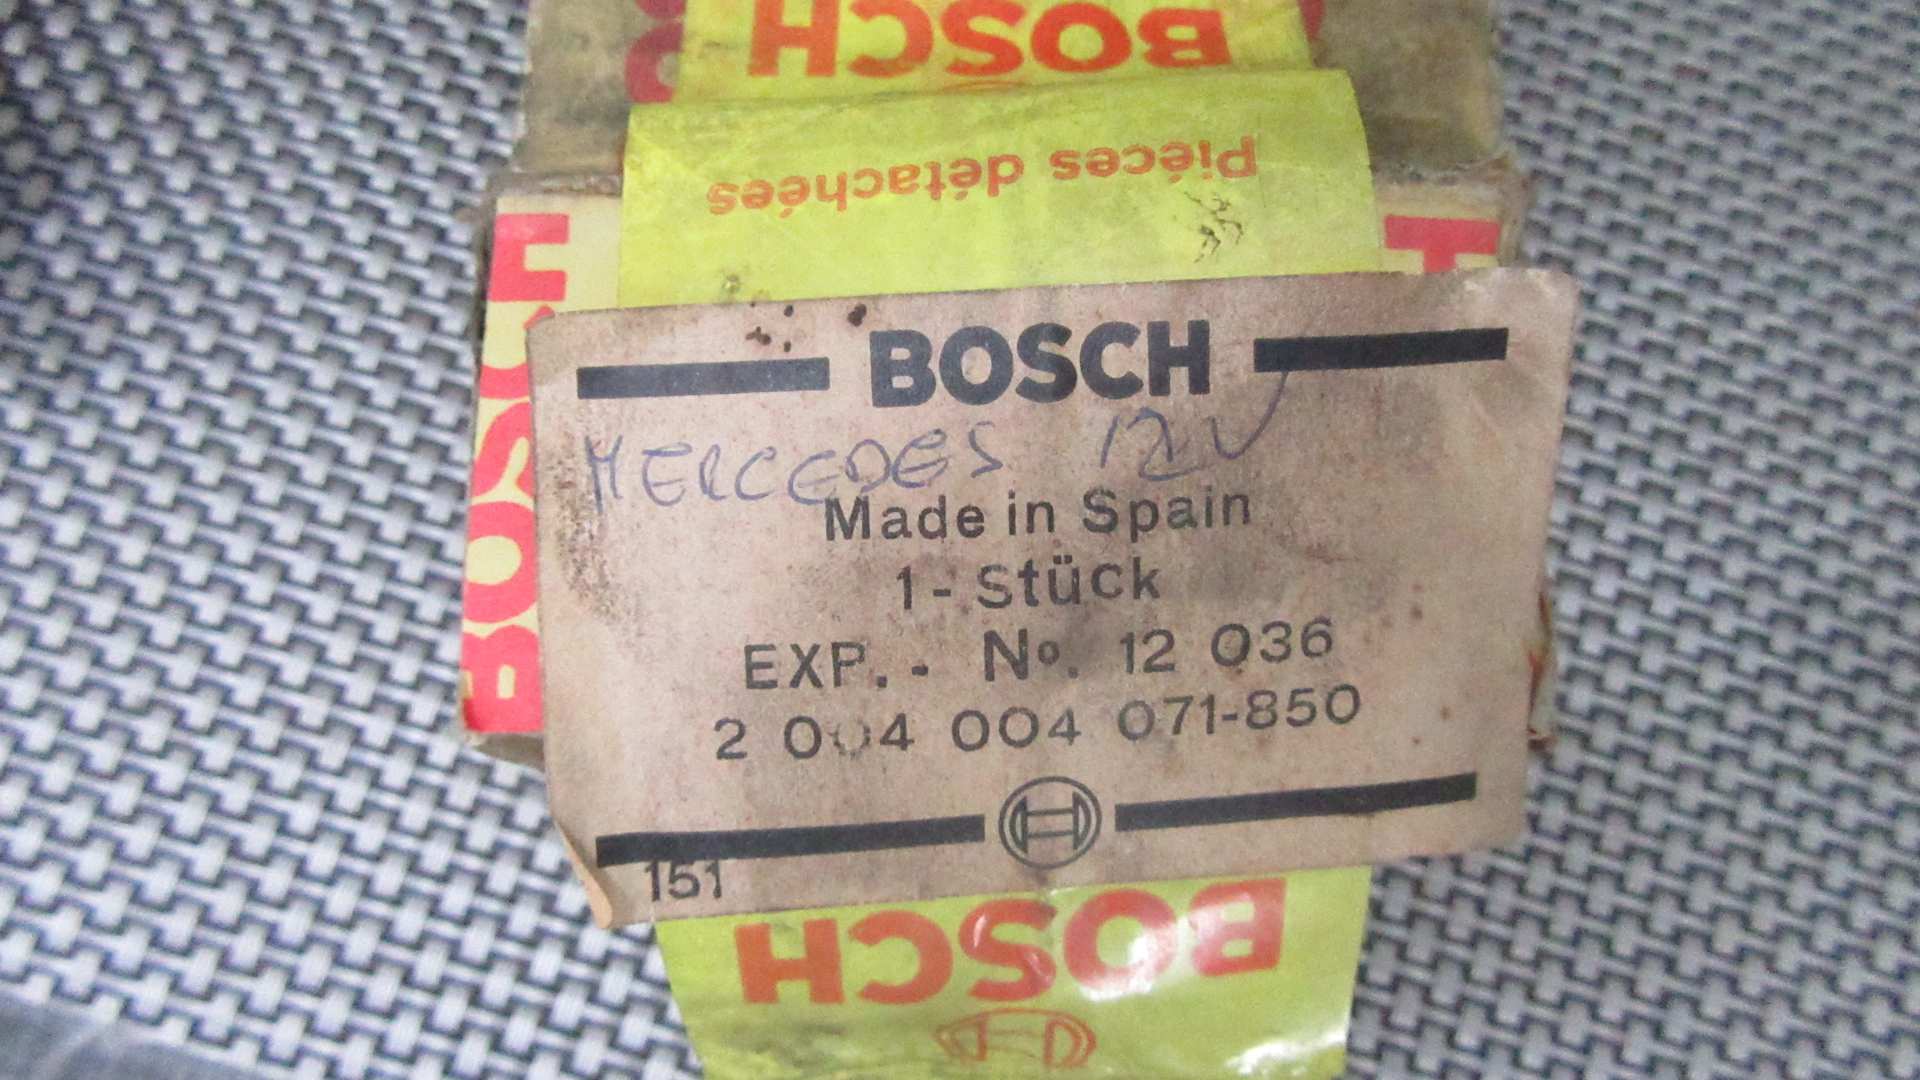 BOSCH
Pièces détachées
BOSCH
BOSCH
MERCEDES 12V
Made in Spain
1-Stück
EXP.- No. 12 036
2 004 004 071-850
151
BOSCH